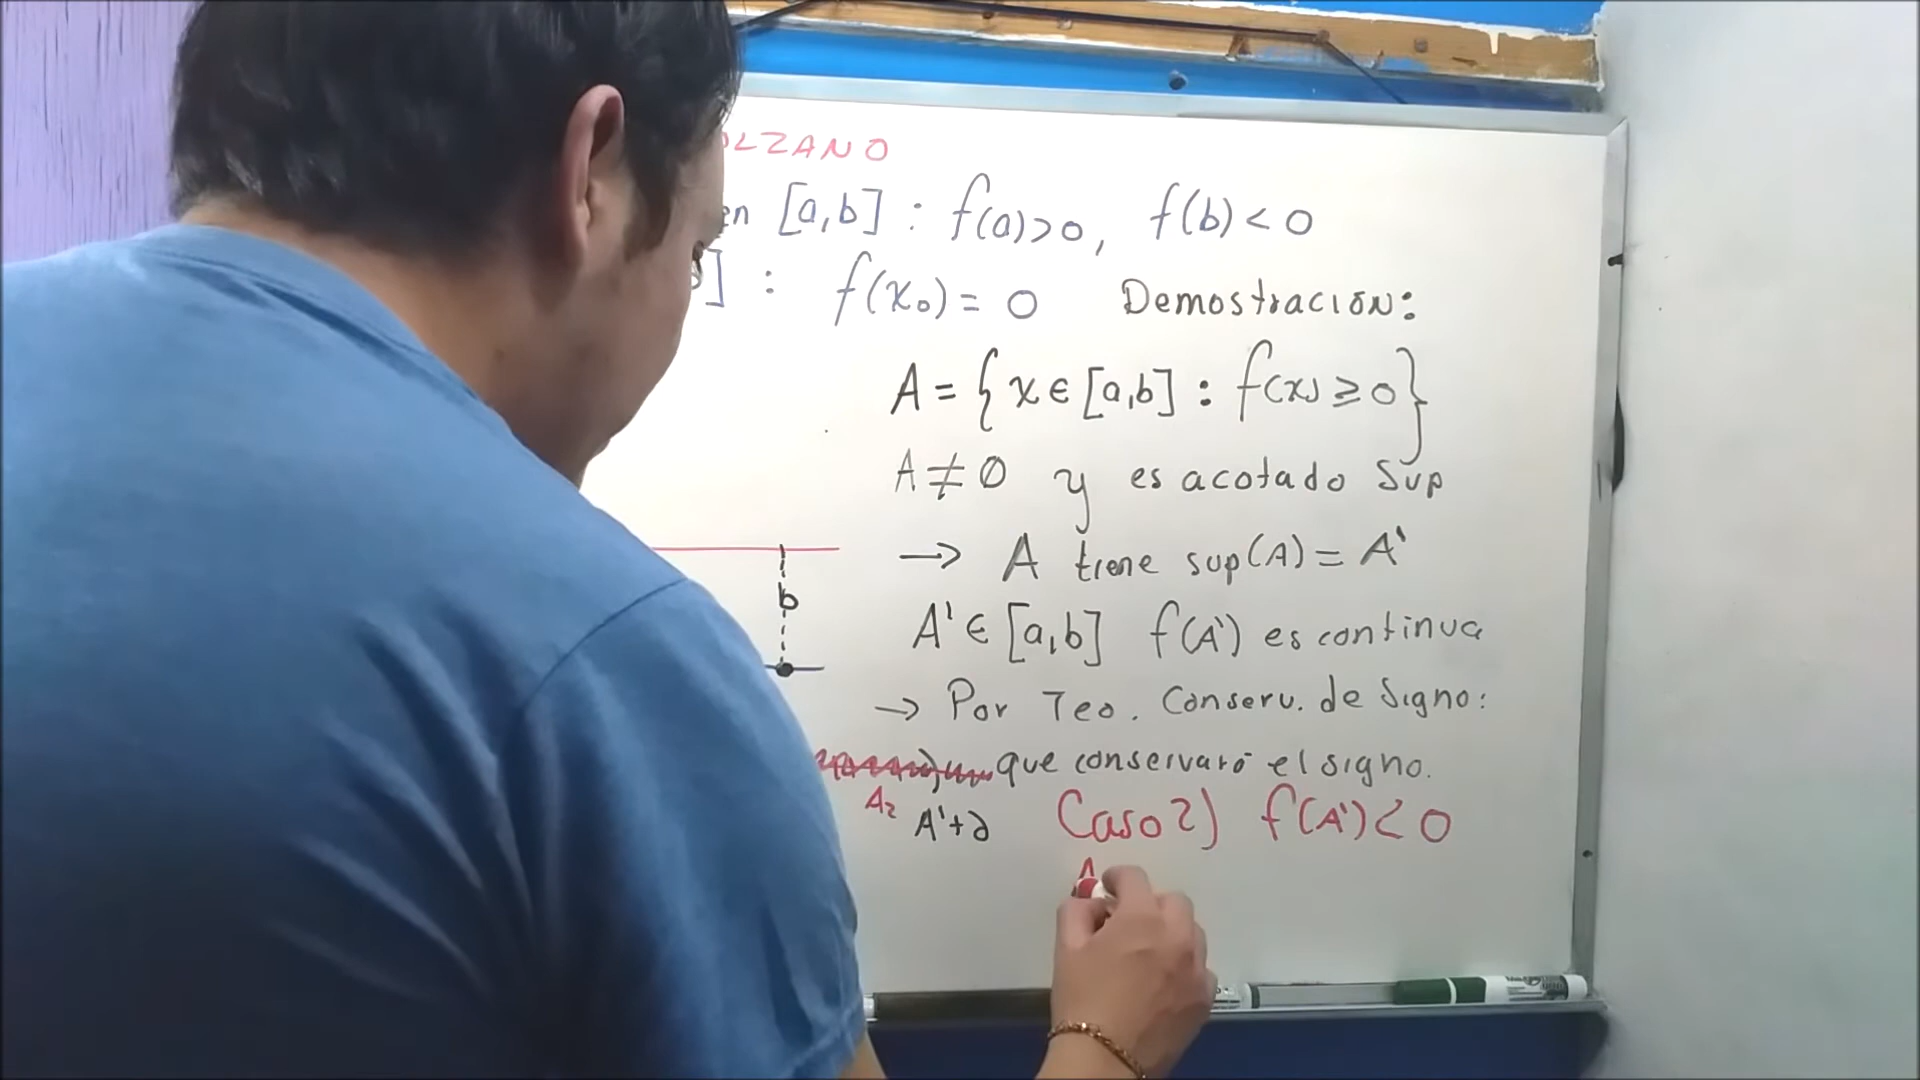 OLZANO
en [a,b] : f(a)>0, f(b)<0
b] : f(x₀) = 0 Demostración:
A = {x∈[a,b] : f(x)≥0}
A≠∅ y es acotado Sup
→ A tiene sup(A) = A'
b
A'∈[a,b] f(A') es continua
→ Por Teo. Conserv. de Signo:
que conservará el signo.
A₂ A'+∂ Caso 2) f(A')<0
A